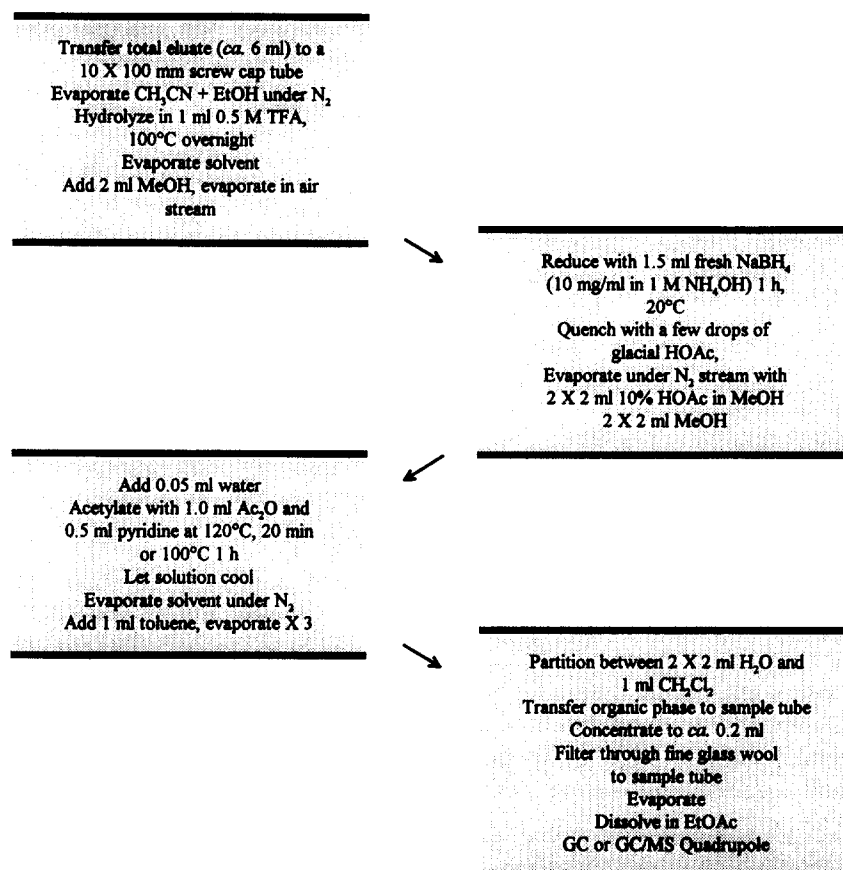 Transfer total eluate (ca. 6 ml) to a
10 X 100 mm screw cap tube
Evaporate CH₃CN + EtOH under N₂
Hydrolyze in 1 ml 0.5 M TFA,
100°C overnight
Evaporate solvent
Add 2 ml MeOH, evaporate in air
stream
Reduce with 1.5 ml fresh NaBH₄
(10 mg/ml in 1 M NH₄OH) 1 h,
20°C
Quench with a few drops of
glacial HOAc,
Evaporate under N₂ stream with
2 X 2 ml 10% HOAc in MeOH
2 X 2 ml MeOH
Add 0.05 ml water
Acetylate with 1.0 ml Ac₂O and
0.5 ml pyridine at 120°C, 20 min
or 100°C 1 h
Let solution cool
Evaporate solvent under N₂
Add 1 ml toluene, evaporate X 3
Partition between 2 X 2 ml H₂O and
1 ml CH₂Cl₂
Transfer organic phase to sample tube
Concentrate to ca. 0.2 ml
Filter through fine glass wool
to sample tube
Evaporate
Dissolve in EtOAc
GC or GC/MS Quadrupole